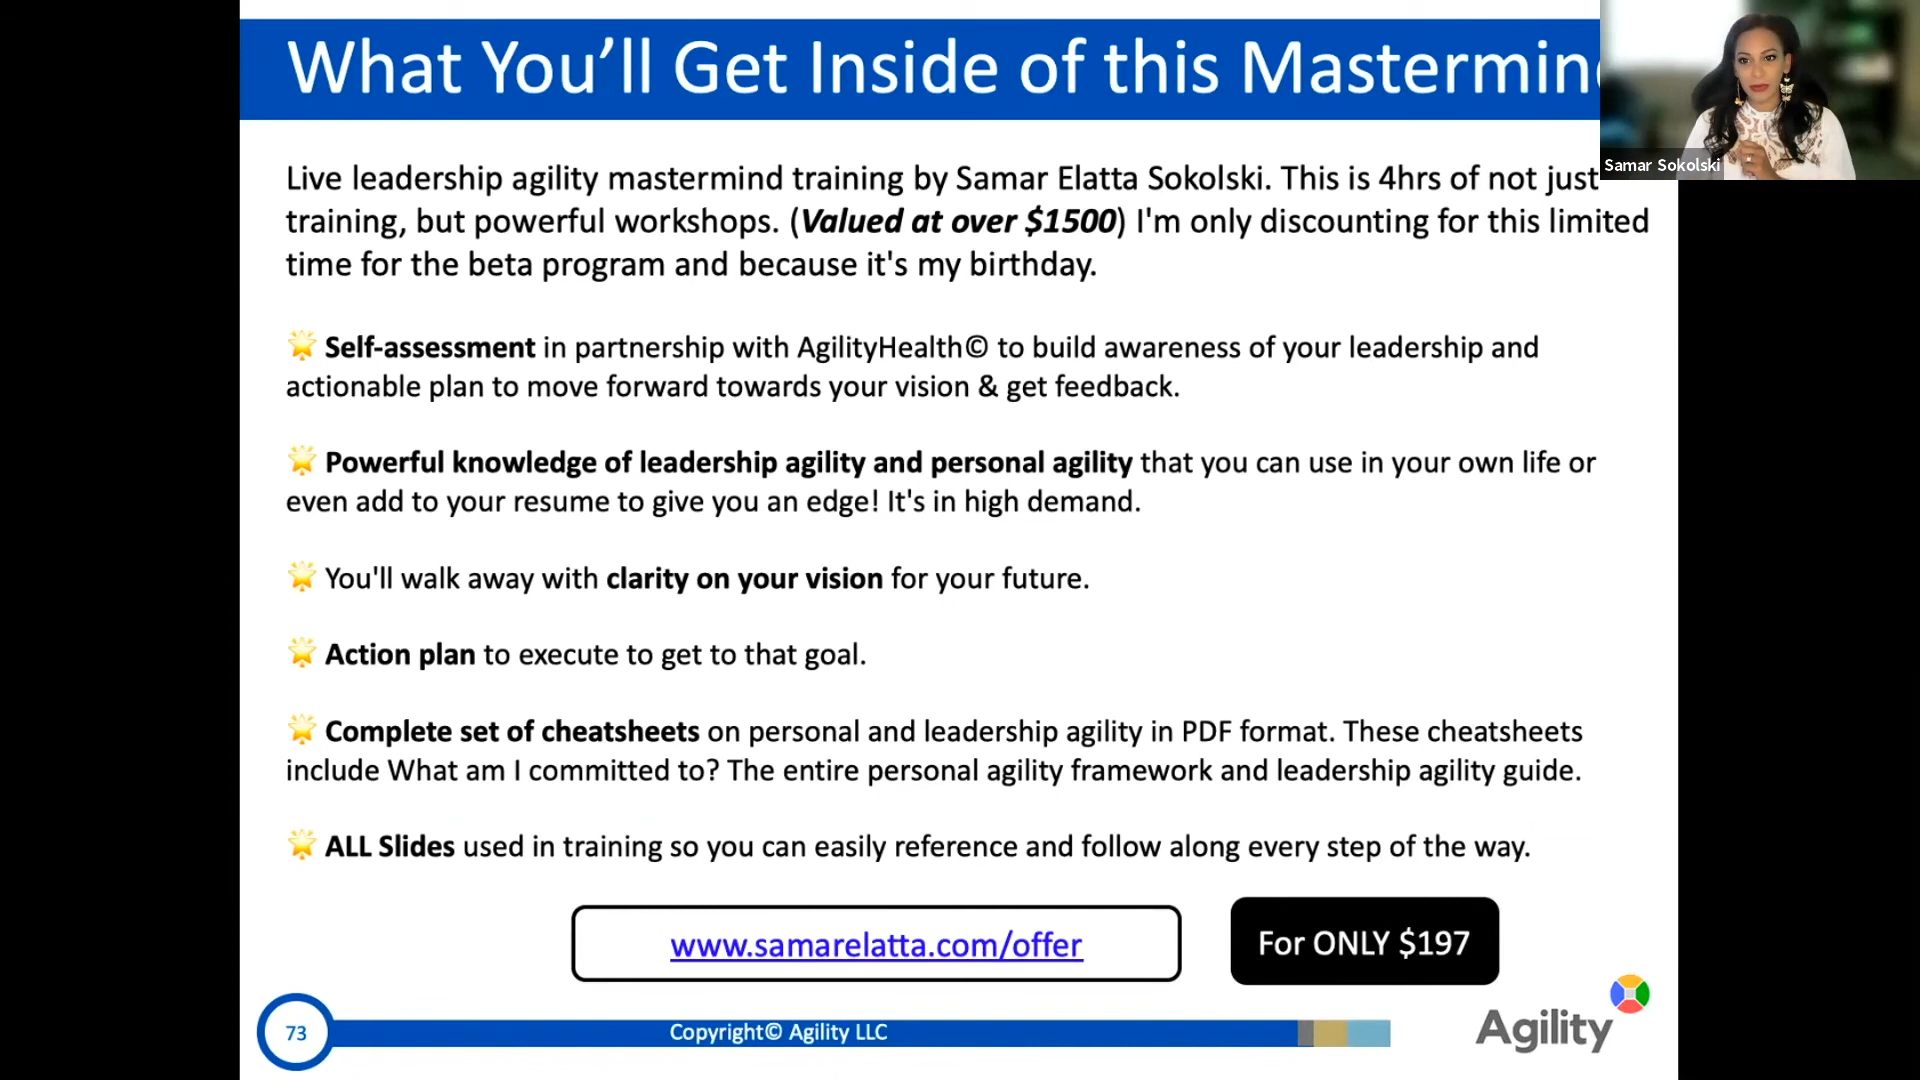 What You’ll Get Inside of this Mastermin
Samar Sokolski
Live leadership agility mastermind training by Samar Elatta Sokolski. This is 4hrs of not just
training, but powerful workshops. (Valued at over $1500) I'm only discounting for this limited
time for the beta program and because it's my birthday.
Self-assessment in partnership with AgilityHealth© to build awareness of your leadership and
actionable plan to move forward towards your vision & get feedback.
Powerful knowledge of leadership agility and personal agility that you can use in your own life or
even add to your resume to give you an edge! It's in high demand.
You'll walk away with clarity on your vision for your future.
Action plan to execute to get to that goal.
Complete set of cheatsheets on personal and leadership agility in PDF format. These cheatsheets
include What am I committed to? The entire personal agility framework and leadership agility guide.
ALL Slides used in training so you can easily reference and follow along every step of the way.
www.samarelatta.com/offer
For ONLY $197
73
Copyright© Agility LLC
Agility